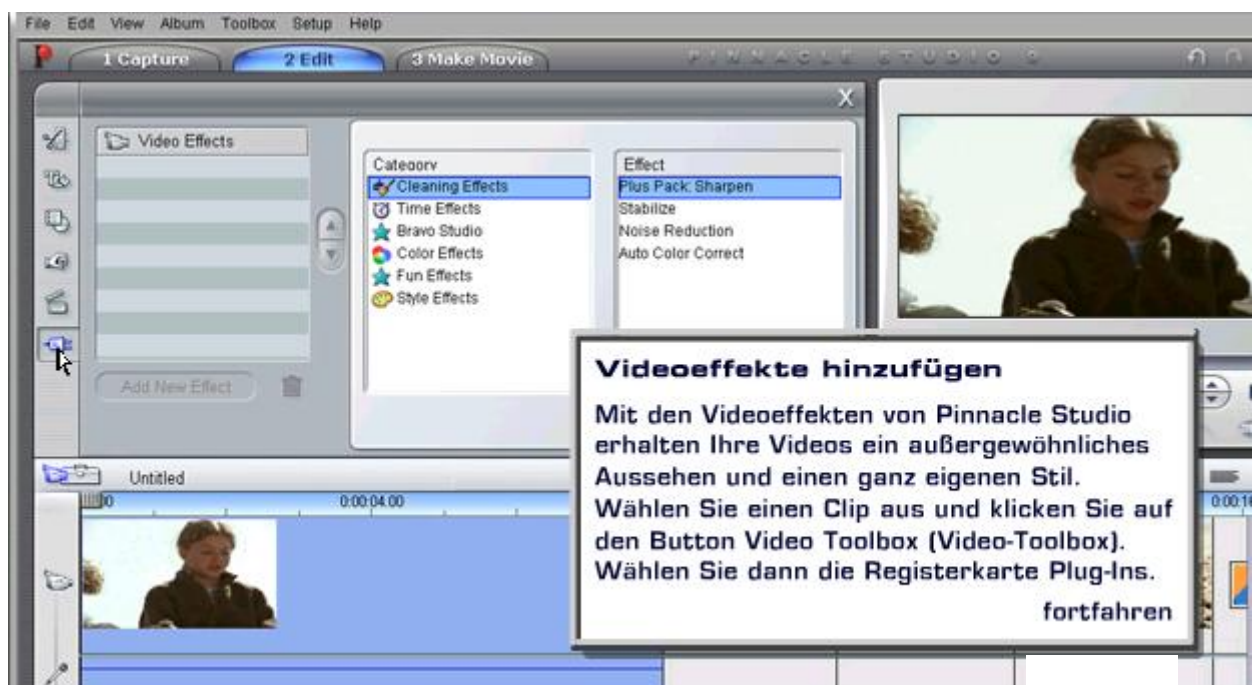 File Edit View Album Toolbox Setup Help
1 Capture 2 Edit 3 Make Movie PINNACLE STUDIO 9
X
Video Effects
Category
Cleaning Effects
Time Effects
Bravo Studio
Color Effects
Fun Effects
Style Effects
Effect
Plus Pack: Sharpen
Stabilize
Noise Reduction
Auto Color Correct
Add New Effect
Videoeffekte hinzufügen
Mit den Videoeffekten von Pinnacle Studio
erhalten Ihre Videos ein außergewöhnliches
Aussehen und einen ganz eigenen Stil.
Wählen Sie einen Clip aus und klicken Sie auf
den Button Video Toolbox (Video-Toolbox).
Wählen Sie dann die Registerkarte Plug-Ins.
fortfahren
Untitled
0:00:04.00